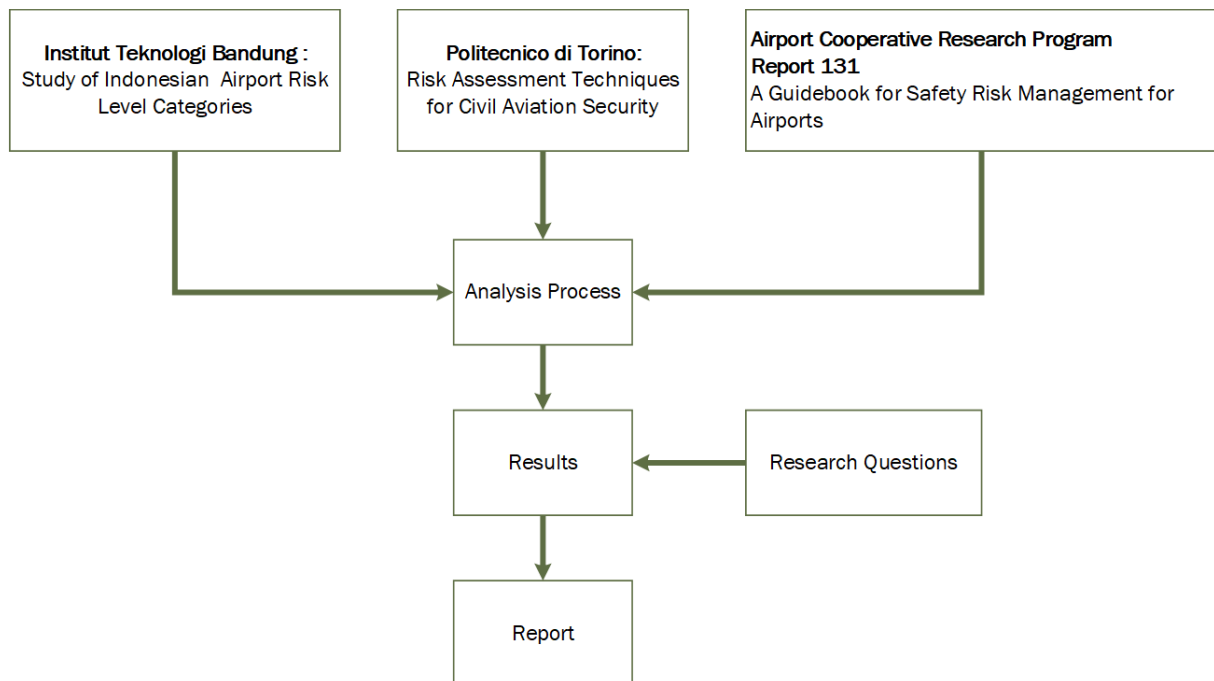 Institut Teknologi Bandung :
Study of Indonesian Airport Risk
Level Categories
Politecnico di Torino:
Risk Assessment Techniques
for Civil Aviation Security
Airport Cooperative Research Program
Report 131
A Guidebook for Safety Risk Management for
Airports
Analysis Process
Results
Research Questions
Report